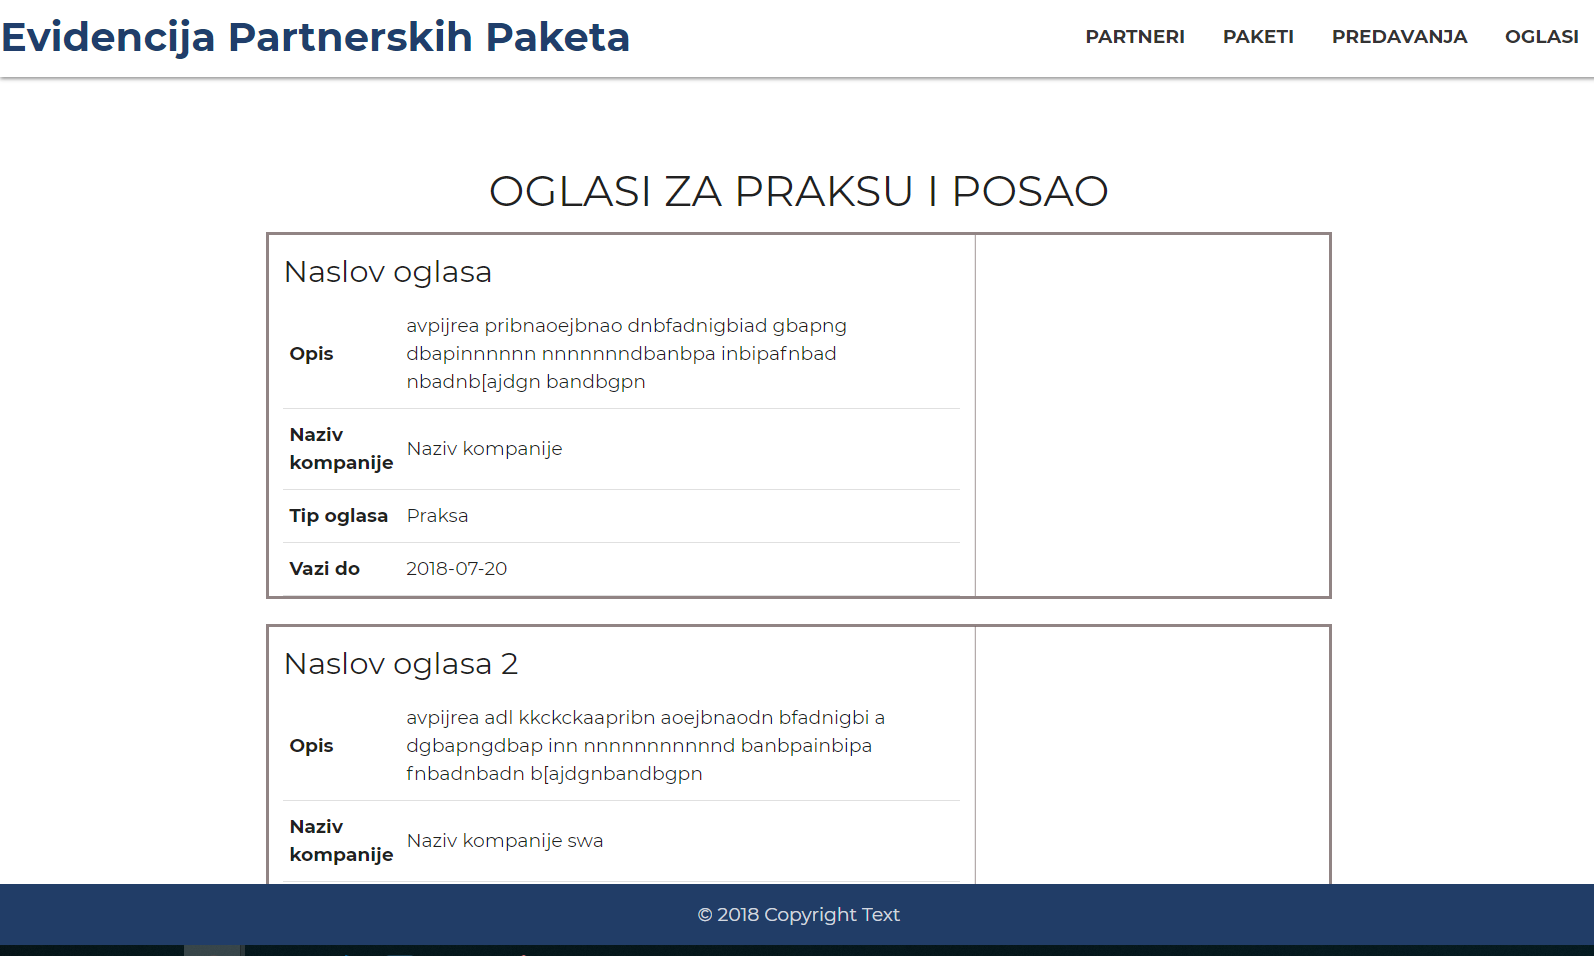 Evidencija Partnerskih Paketa
PARTNERI PAKETI PREDAVANJA OGLASI
OGLASI ZA PRAKSU I POSAO
Naslov oglasa
Opis
avpijrea pribnaoejbnao dnbfadnigbiad gbapng
dbapinnnnnn nnnnnnndbanbpa inbipafnbad
nbadnb[ajdgn bandbgpn
Naziv
kompanije
Naziv kompanije
Tip oglasa Praksa
Vazi do 2018-07-20
Naslov oglasa 2
Opis
avpijrea adl kkckckaapribn aoejbnaodn bfadnigbi a
dgbapngdbap inn nnnnnnnnnnnd banbpainbipa
fnbadnbadn b[ajdgnbandbgpn
Naziv
kompanije
Naziv kompanije swa
© 2018 Copyright Text